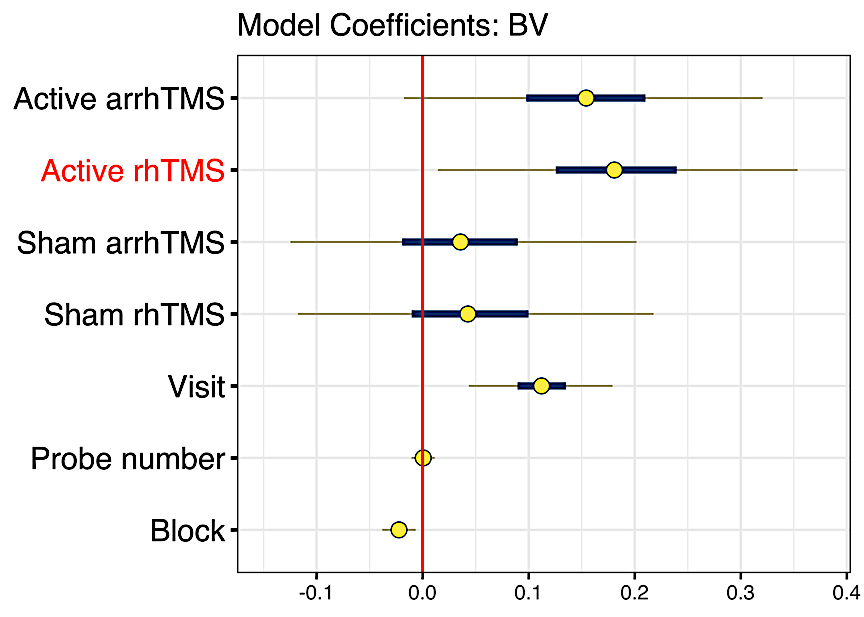 Model Coefficients: BV
Active arrhTMS
Active rhTMS
Sham arrhTMS
Sham rhTMS
Visit
Probe number
Block
-0.1 0.0 0.1 0.2 0.3 0.4